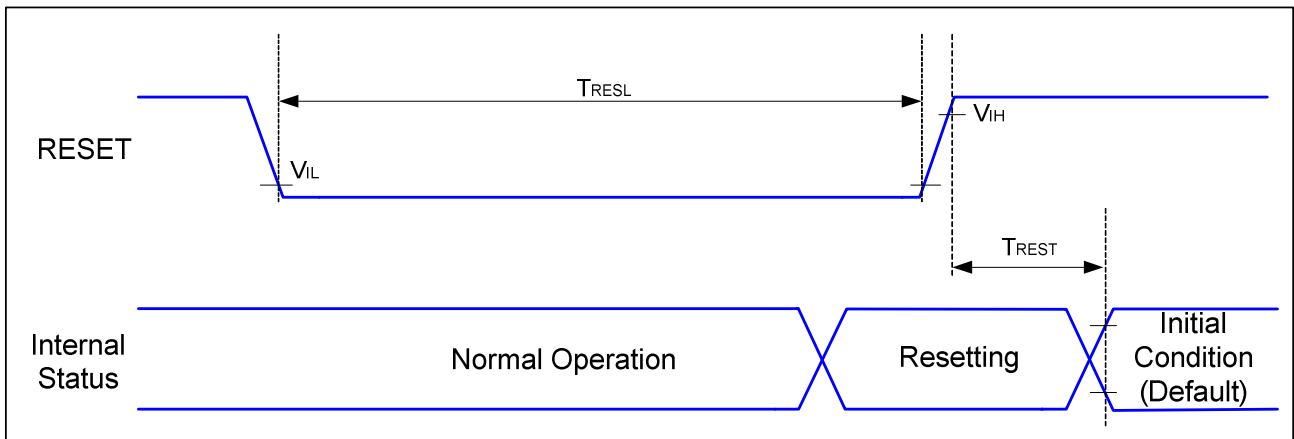 TRESL
RESET
VIH
VIL
TREST
Internal
Status
Normal Operation
Resetting
Initial
Condition
(Default)